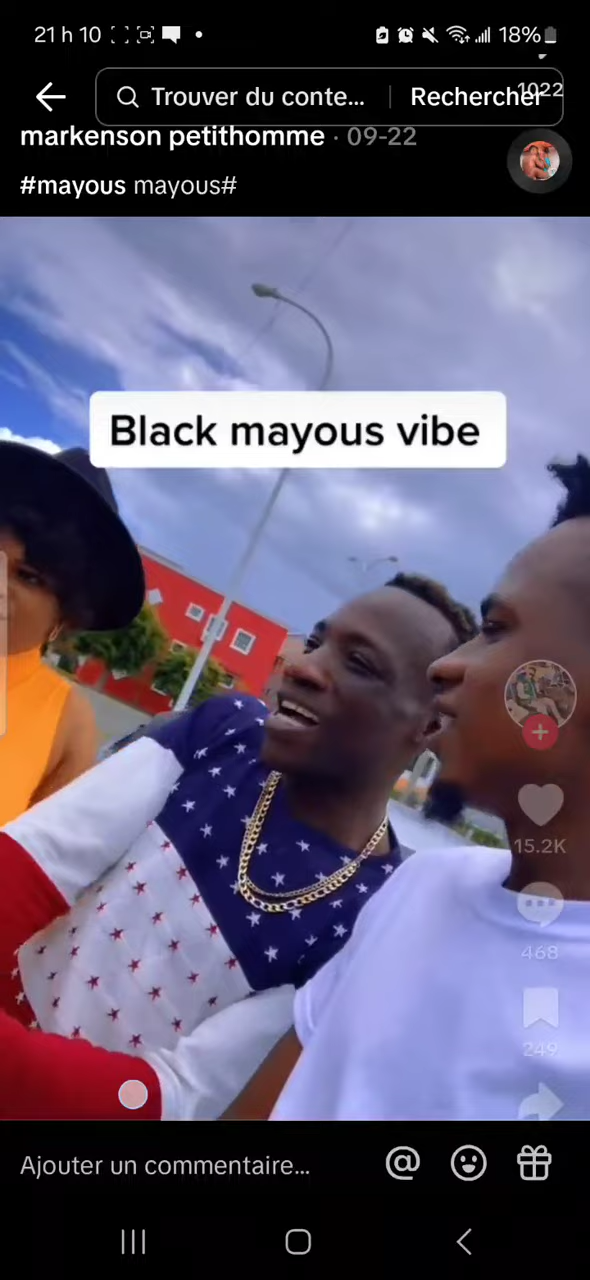 21 h 10
18%
Trouver du conte...
Rechercher
1022
markenson petithomme · 09-22
#mayous mayous#
Black mayous vibe
15.2K
468
249
Ajouter un commentaire...
@